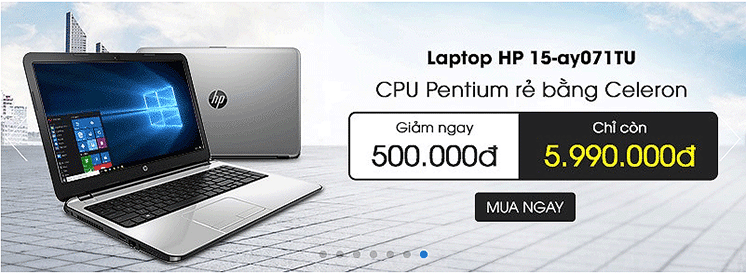 Laptop HP 15-ay071TU
CPU Pentium rẻ bằng Celeron
Giảm ngay
500.000đ
Chỉ còn
5.990.000đ
MUA NGAY
hp